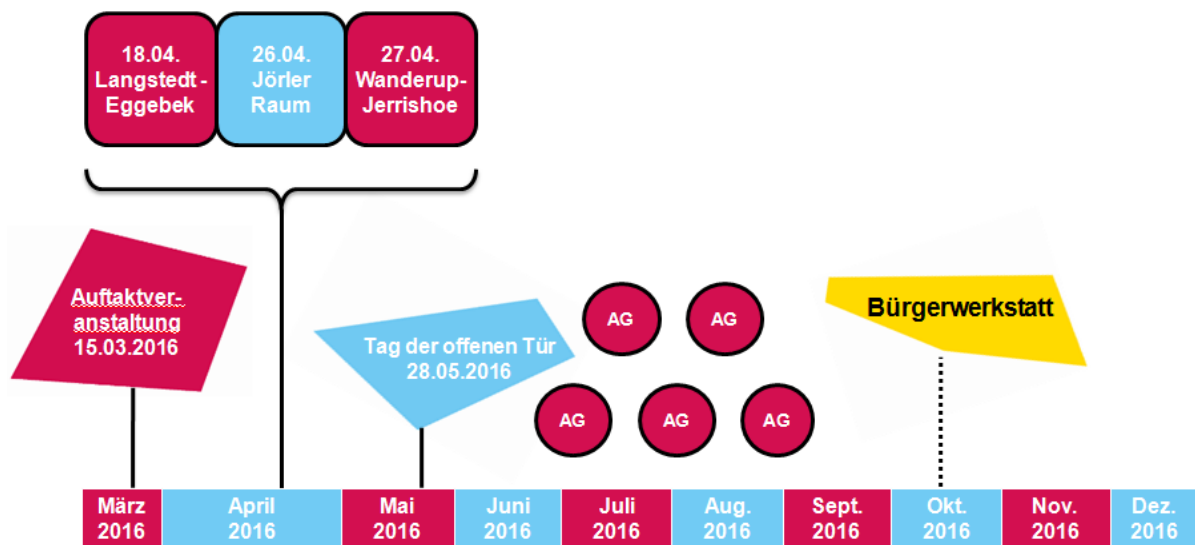 18.04.
Langstedt -
Eggebek
26.04.
Jörler
Raum
27.04.
Wanderup-
Jerrishoe
Auftaktver-
anstaltung
15.03.2016
Tag der offenen Tür
28.05.2016
AG
AG
AG
AG
AG
Bürgerwerkstatt
März
2016
April
2016
Mai
2016
Juni
2016
Juli
2016
Aug.
2016
Sept.
2016
Okt.
2016
Nov.
2016
Dez.
2016